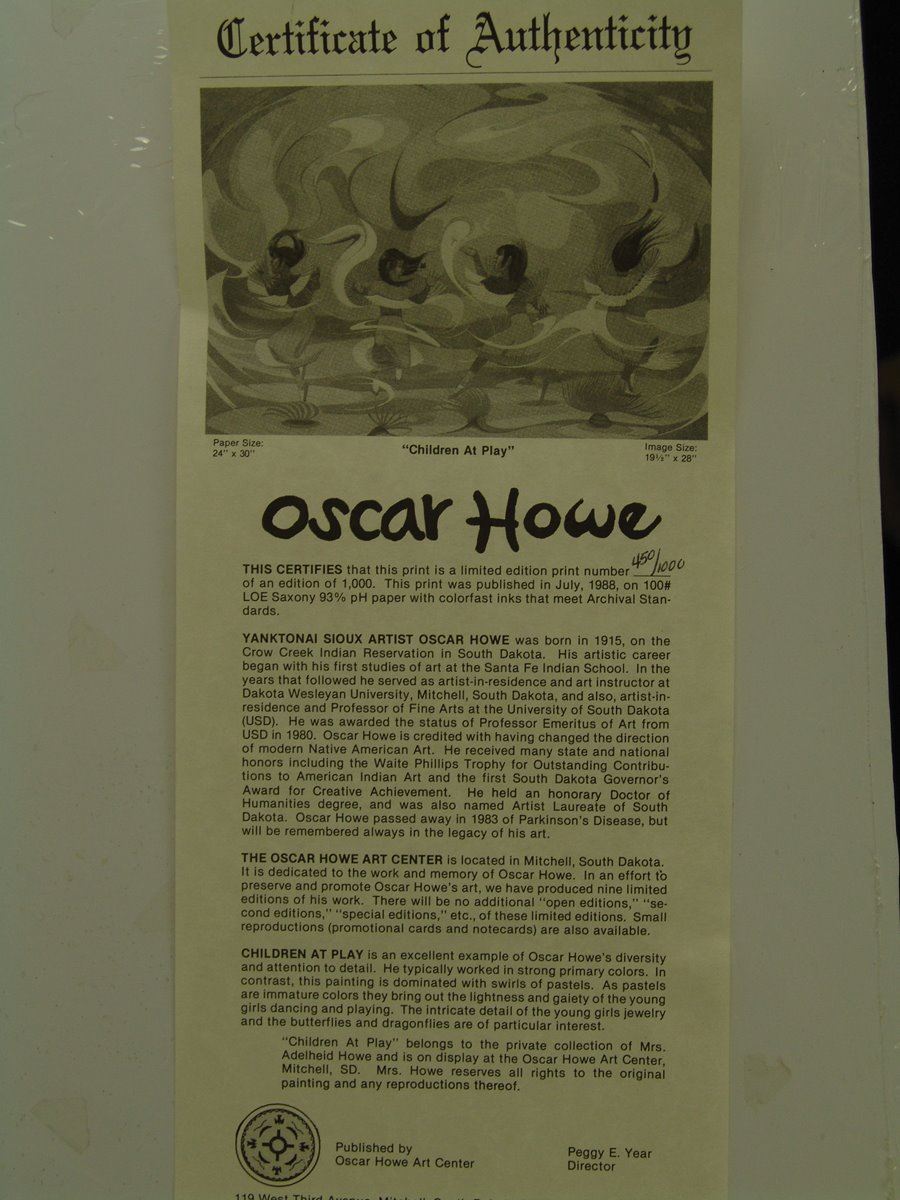 Certificate of Authenticity
Paper Size:
24" x 30"
"Children At Play"
Image Size:
19½" x 28"
Oscar Howe
THIS CERTIFIES that this print is a limited edition print number 450/1000
of an edition of 1,000. This print was published in July, 1988, on 100#
LOE Saxony 93% pH paper with colorfast inks that meet Archival Stan-
dards.
YANKTONAI SIOUX ARTIST OSCAR HOWE was born in 1915, on the
Crow Creek Indian Reservation in South Dakota. His artistic career
began with his first studies of art at the Santa Fe Indian School. In the
years that followed he served as artist-in-residence and art instructor at
Dakota Wesleyan University, Mitchell, South Dakota, and also, artist-in-
residence and Professor of Fine Arts at the University of South Dakota
(USD). He was awarded the status of Professor Emeritus of Art from
USD in 1980. Oscar Howe is credited with having changed the direction
of modern Native American Art. He received many state and national
honors including the Waite Phillips Trophy for Outstanding Contribu-
tions to American Indian Art and the first South Dakota Governor's
Award for Creative Achievement. He held an honorary Doctor of
Humanities degree, and was also named Artist Laureate of South
Dakota. Oscar Howe passed away in 1983 of Parkinson's Disease, but
will be remembered always in the legacy of his art.
THE OSCAR HOWE ART CENTER is located in Mitchell, South Dakota.
It is dedicated to the work and memory of Oscar Howe. In an effort to
preserve and promote Oscar Howe's art, we have produced nine limited
editions of his work. There will be no additional "open editions," "se-
cond editions," "special editions," etc., of these limited editions. Small
reproductions (promotional cards and notecards) are also available.
CHILDREN AT PLAY is an excellent example of Oscar Howe's diversity
and attention to detail. He typically worked in strong primary colors. In
contrast, this painting is dominated with swirls of pastels. As pastels
are immature colors they bring out the lightness and gaiety of the young
girls dancing and playing. The intricate detail of the young girls jewelry
and the butterflies and dragonflies are of particular interest.
"Children At Play" belongs to the private collection of Mrs.
Adelheid Howe and is on display at the Oscar Howe Art Center,
Mitchell, SD. Mrs. Howe reserves all rights to the original
painting and any reproductions thereof.
Published by
Oscar Howe Art Center
Peggy E. Year
Director
119 West Third Avenue, Mitchell, South